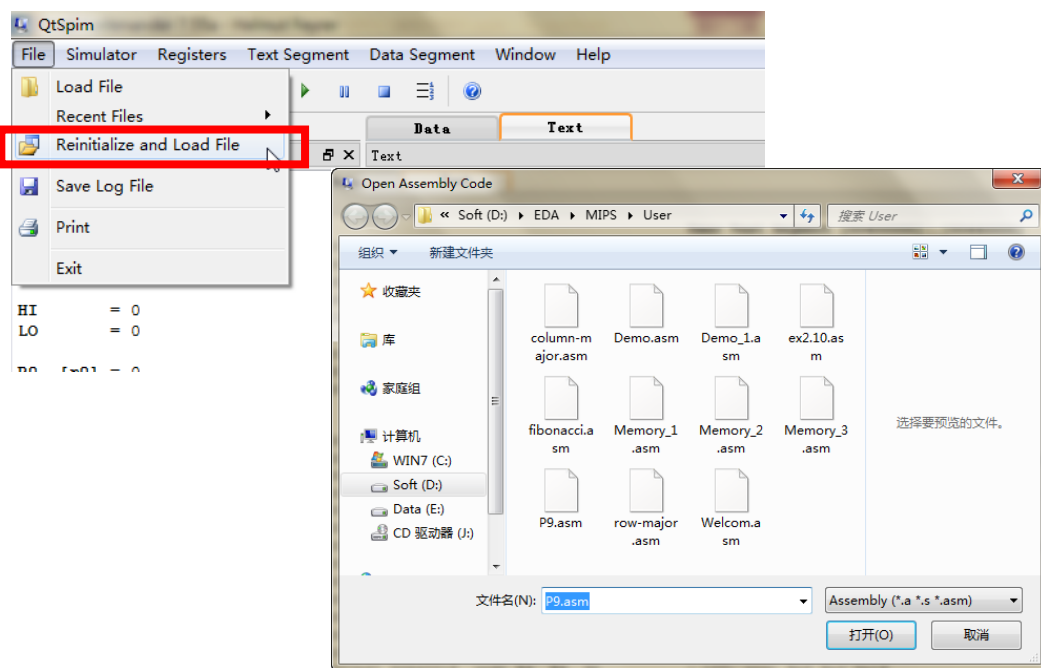 QtSpim
File Simulator Registers Text Segment Data Segment Window Help
Load File
Recent Files
Reinitialize and Load File
Save Log File
Print
Exit
Data Text
Text
HI = 0
LO = 0
Open Assembly Code
« Soft (D:) EDA MIPS User
搜索 User
组织 新建文件夹
收藏夹
库
家庭组
计算机
WIN7 (C:)
Soft (D:)
Data (E:)
CD 驱动器 (J:)
column-m
ajor.asm
Demo.asm
Demo_1.a
sm
ex2.10.as
m
fibonacci.a
sm
Memory_1
.asm
Memory_2
.asm
Memory_3
.asm
P9.asm
row-major
.asm
Welcom.a
sm
选择要预览的文件。
文件名(N): P9.asm
Assembly (*.a *.s *.asm)
打开(O) 取消